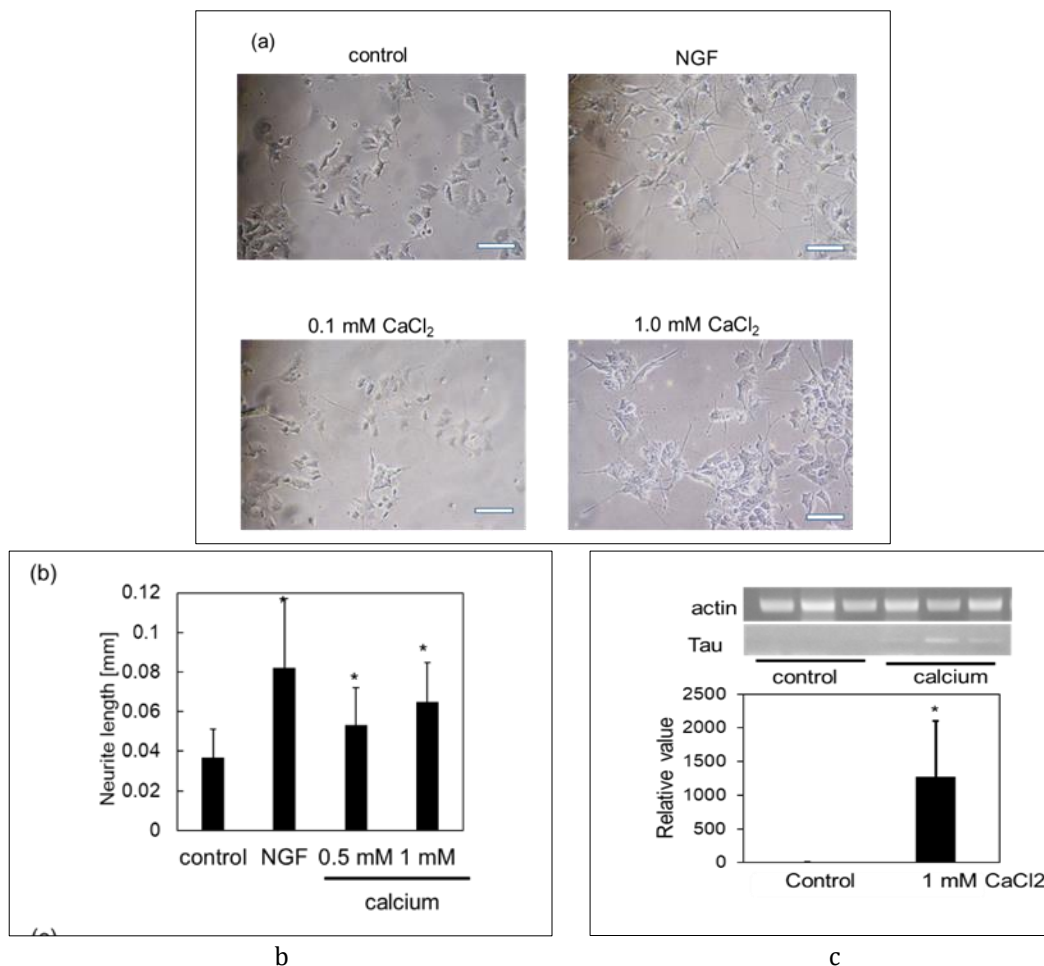 (a)
control
NGF
0.1 mM CaCl₂
1.0 mM CaCl₂
(b)
Neurite length [mm]
0.12
0.1
0.08
0.06
0.04
0.02
0
*
*
*
control NGF 0.5 mM 1 mM
calcium
actin
Tau
control calcium
Relative value
2500
2000
1500
1000
500
0
*
Control 1 mM CaCl2
b
c